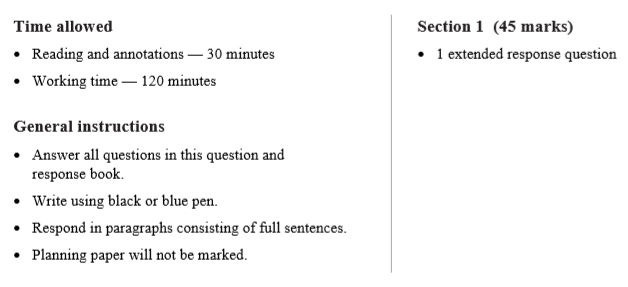 Time allowed
• Reading and annotations — 30 minutes
• Working time — 120 minutes
General instructions
• Answer all questions in this question and
response book.
• Write using black or blue pen.
• Respond in paragraphs consisting of full sentences.
• Planning paper will not be marked.
Section 1 (45 marks)
• 1 extended response question